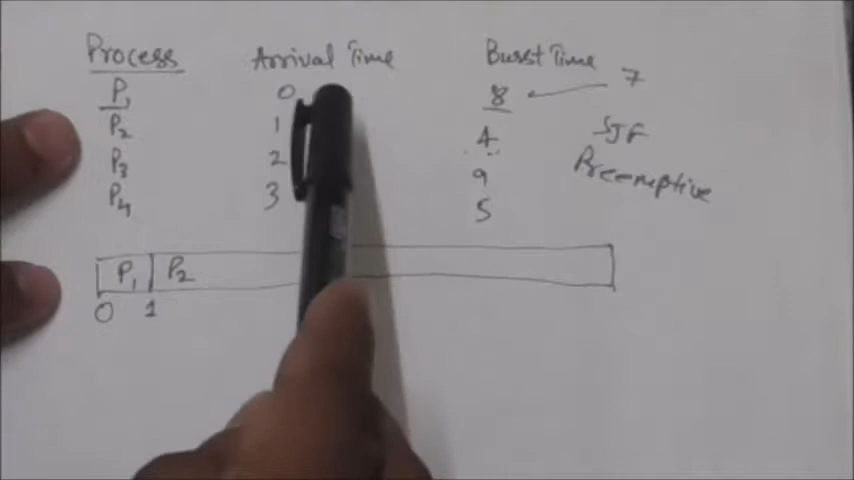 Process Arrival Time Burst Time
P1 0 8 7
P2 1 4 SJF
P3 2 9 Preemptive
P4 3 5
P1 P2
0 1